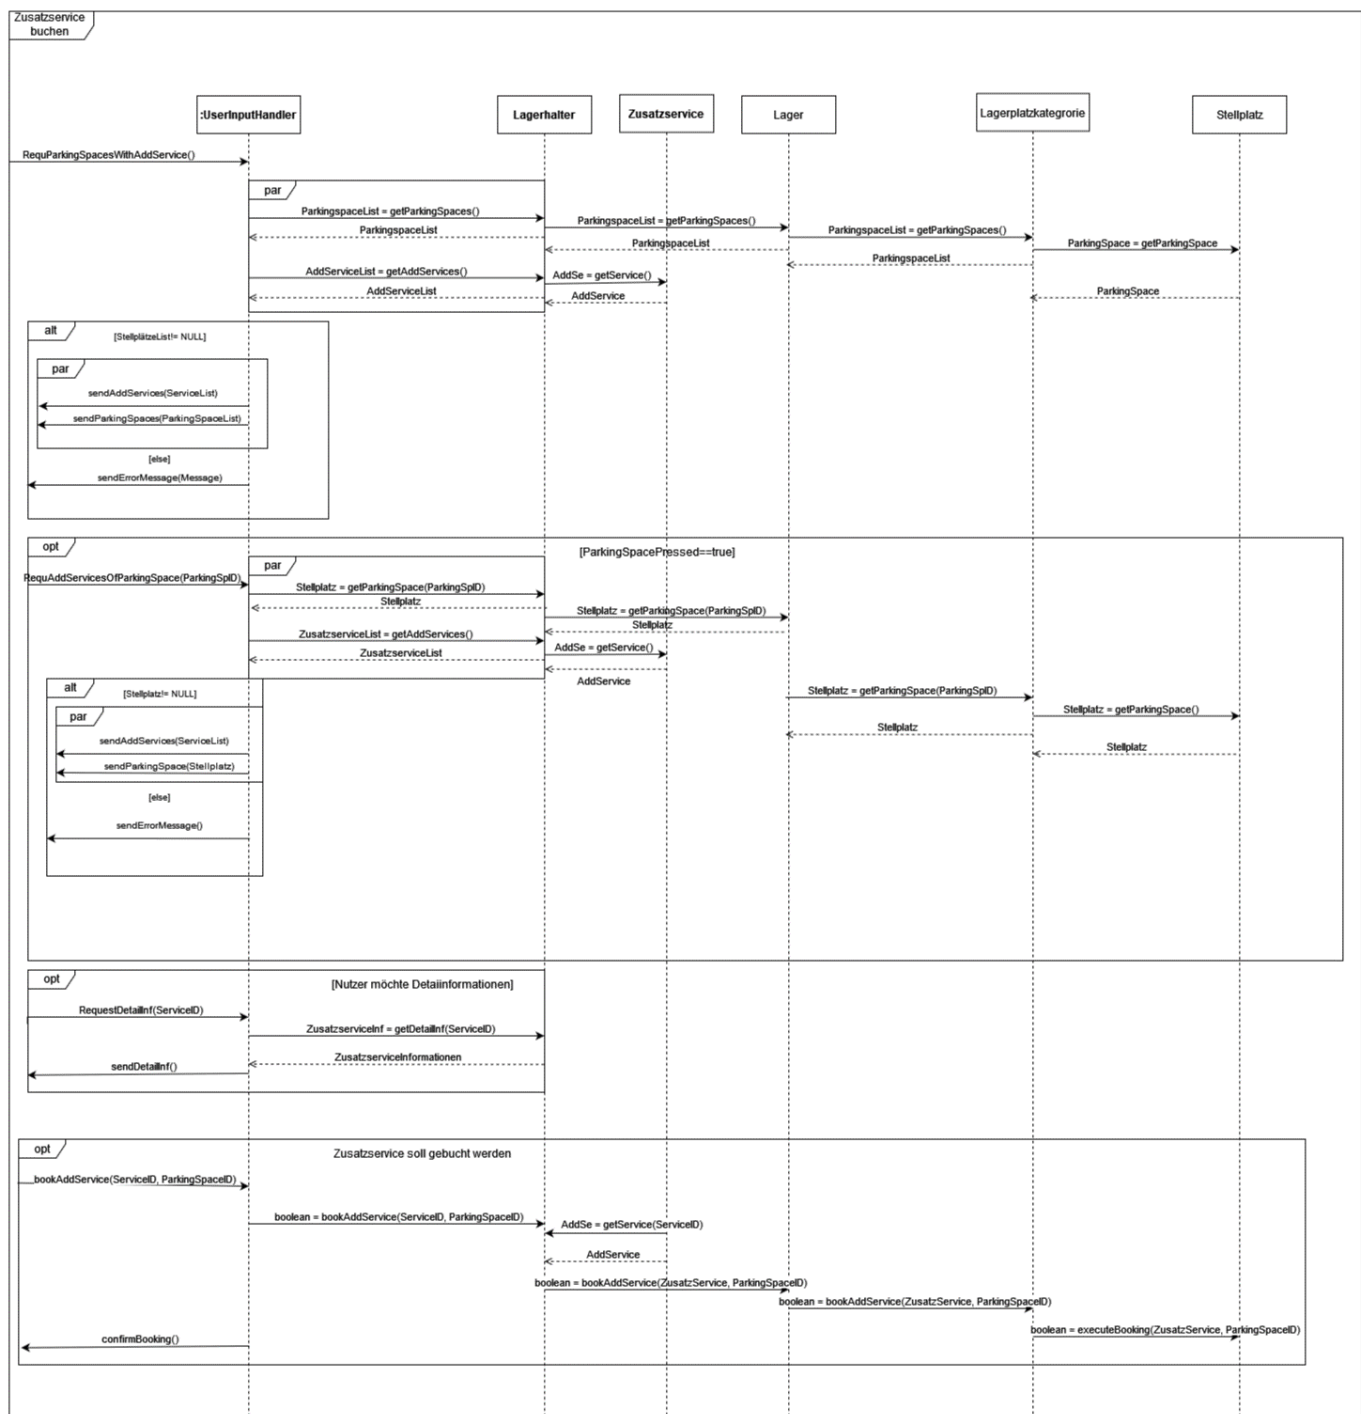 Zusatzservice
buchen
:UserInputHandler
Lagerhalter
Zusatzservice
Lager
Lagerplatzkategrorie
Stellplatz
RequParkingSpacesWithAddService()
par
ParkingspaceList = getParkingSpaces()
ParkingspaceList = getParkingSpaces()
ParkingspaceList = getParkingSpaces()
ParkingspaceList
ParkingspaceList
ParkingSpace = getParkingSpace
ParkingspaceList
AddServiceList = getAddServices()
AddSe = getService()
AddServiceList
AddService
ParkingSpace
alt
[StellplätzeList!= NULL]
par
sendAddServices(ServiceList)
sendParkingSpaces(ParkingSpaceList)
[else]
sendErrorMessage(Message)
opt
[ParkingSpacePressed==true]
RequAddServicesOfParkingSpace(ParkingSpID)
par
Stellplatz = getParkingSpace(ParkingSpID)
Stellplatz
Stellplatz = getParkingSpace(ParkingSpID)
Stellplatz
ZusatzserviceList = getAddServices()
AddSe = getService()
ZusatzserviceList
AddService
alt
[Stellplatz!= NULL]
Stellplatz = getParkingSpace(ParkingSpID)
par
Stellplatz = getParkingSpace()
Stellplatz
sendAddServices(ServiceList)
Stellplatz
sendParkingSpace(Stellplatz)
[else]
sendErrorMessage()
opt
[Nutzer möchte Detaiinformationen]
RequestDetailInf(ServiceID)
ZusatzserviceInf = getDetailInf(ServiceID)
ZusatzserviceInformationen
sendDetailInf()
opt
Zusatzservice soll gebucht werden
bookAddService(ServiceID, ParkingSpaceID)
boolean = bookAddService(ServiceID, ParkingSpaceID)
AddSe = getService(ServiceID)
AddService
boolean = bookAddService(ZusatzService, ParkingSpaceID)
boolean = bookAddService(ZusatzService, ParkingSpaceID)
boolean = executeBooking(ZusatzService, ParkingSpaceID)
confirmBooking()